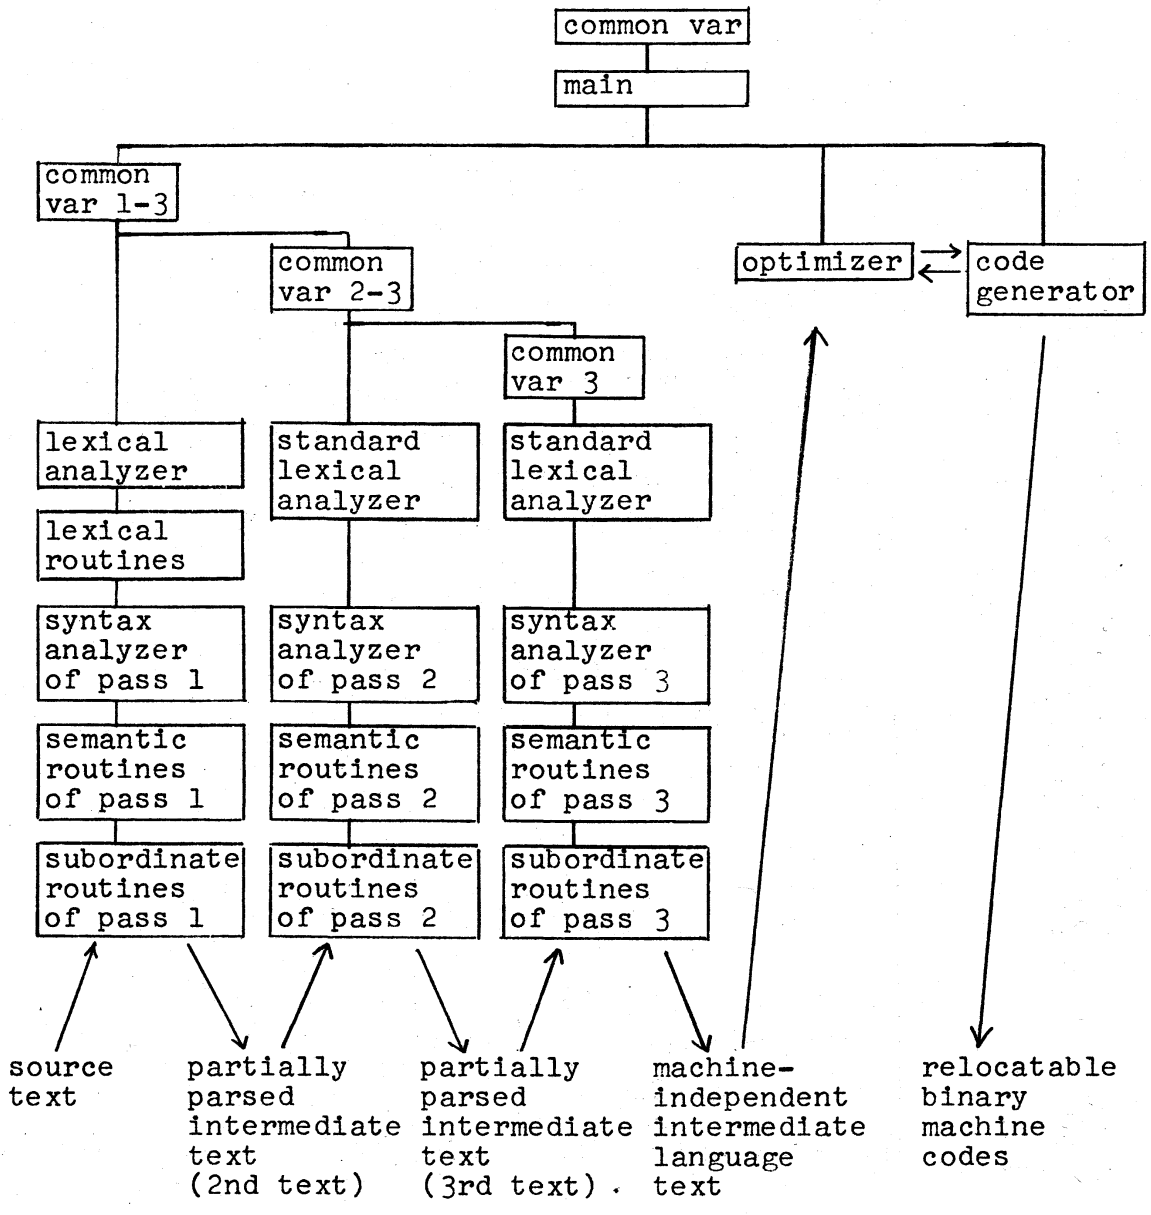 common var
main
common
var 1-3
common
var 2-3
optimizer
code
generator
common
var 3
lexical
analyzer
standard
lexical
analyzer
standard
lexical
analyzer
lexical
routines
syntax
analyzer
of pass 1
syntax
analyzer
of pass 2
syntax
analyzer
of pass 3
semantic
routines
of pass 1
semantic
routines
of pass 2
semantic
routines
of pass 3
subordinate
routines
of pass 1
subordinate
routines
of pass 2
subordinate
routines
of pass 3
source
text
partially
parsed
intermediate
text
(2nd text)
partially
parsed
intermediate
text
(3rd text).
machine-
independent
intermediate
language
text
relocatable
binary
machine
codes